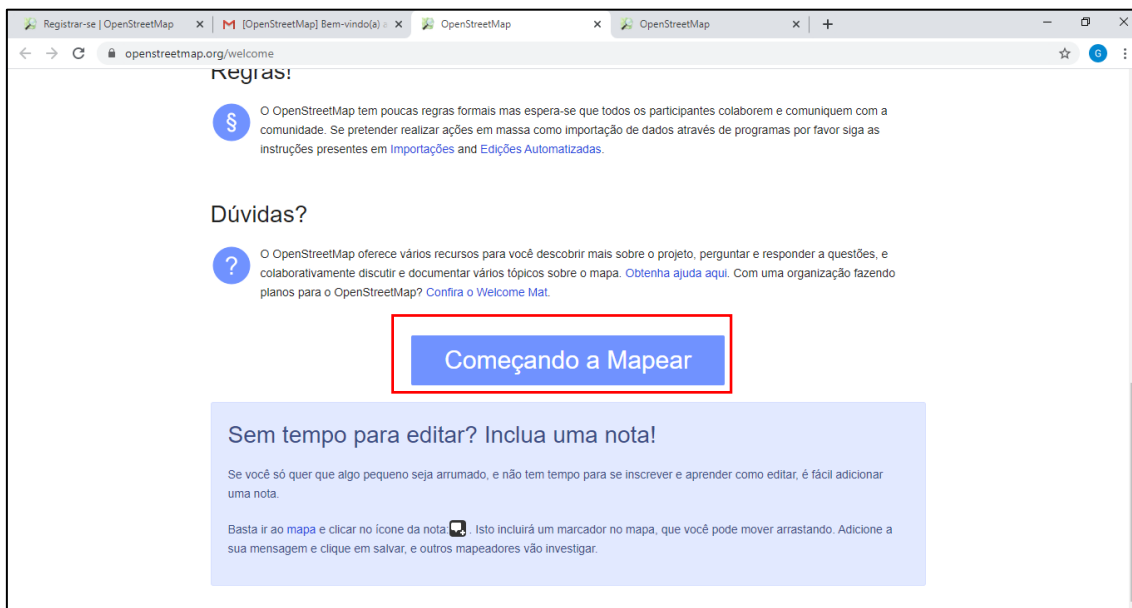 Registrar-se | OpenStreetMap
[OpenStreetMap] Bem-vindo(a) a
OpenStreetMap
OpenStreetMap
openstreetmap.org/welcome
G
Regras!
§
O OpenStreetMap tem poucas regras formais mas espera-se que todos os participantes colaborem e comuniquem com a
comunidade. Se pretender realizar ações em massa como importação de dados através de programas por favor siga as
instruções presentes em Importações and Edições Automatizadas.
Dúvidas?
?
O OpenStreetMap oferece vários recursos para você descobrir mais sobre o projeto, perguntar e responder a questões, e
colaborativamente discutir e documentar vários tópicos sobre o mapa. Obtenha ajuda aqui. Com uma organização fazendo
planos para o OpenStreetMap? Confira o Welcome Mat.
Começando a Mapear
Sem tempo para editar? Inclua uma nota!
Se você só quer que algo pequeno seja arrumado, e não tem tempo para se inscrever e aprender como editar, é fácil adicionar
uma nota.
Basta ir ao mapa e clicar no ícone da nota: . Isto incluirá um marcador no mapa, que você pode mover arrastando. Adicione a
sua mensagem e clique em salvar, e outros mapeadores vão investigar.